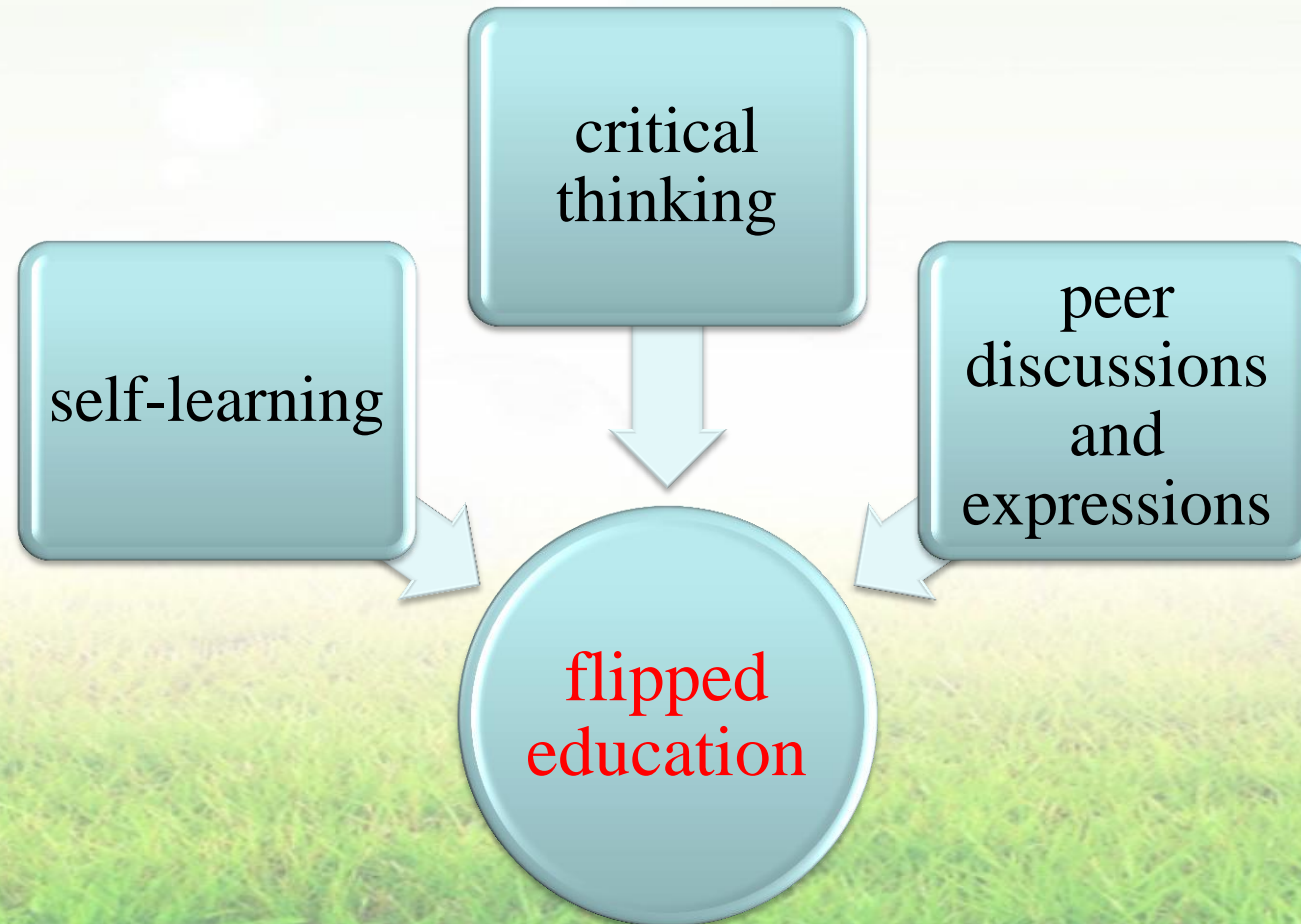 critical
thinking
self-learning
peer
discussions
and
expressions
flipped
education